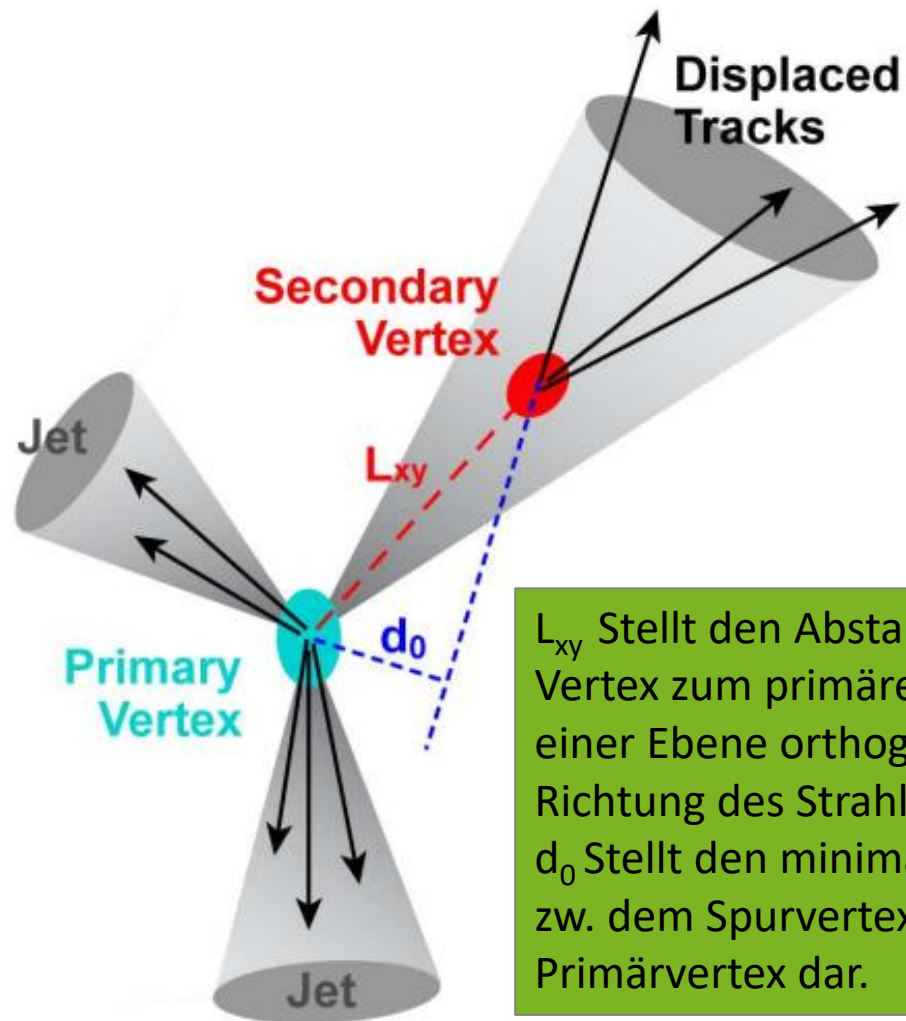 Displaced
Tracks
Secondary
Vertex
Jet
Lxy
d0
Primary
Vertex
Lxy Stellt den
Vertex zum
einer Ebene
Richtung des
d0 Stellt den
zw. dem
Primärvertex dar.
Jet